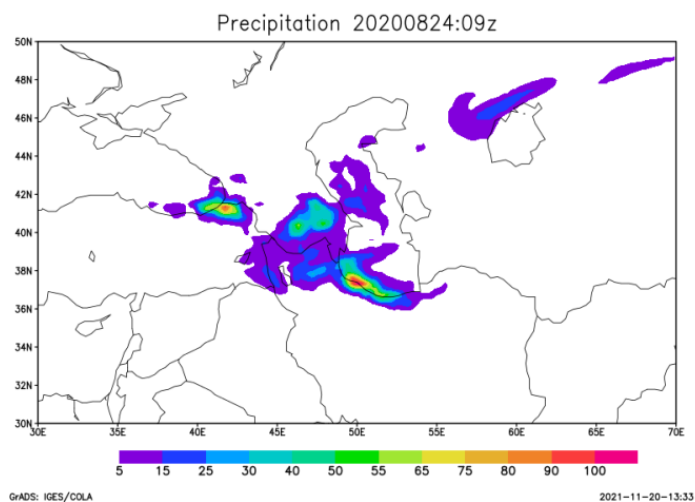 Precipitation 20200824:09z
50N
48N
46N
44N
42N
40N
38N
36N
34N
32N
30N
30E 35E 40E 45E 50E 55E 60E 65E 70E
5 15 25 30 40 50 55 65 75 80 90 100
GrADS: IGES/COLA 2021-11-20-13:33